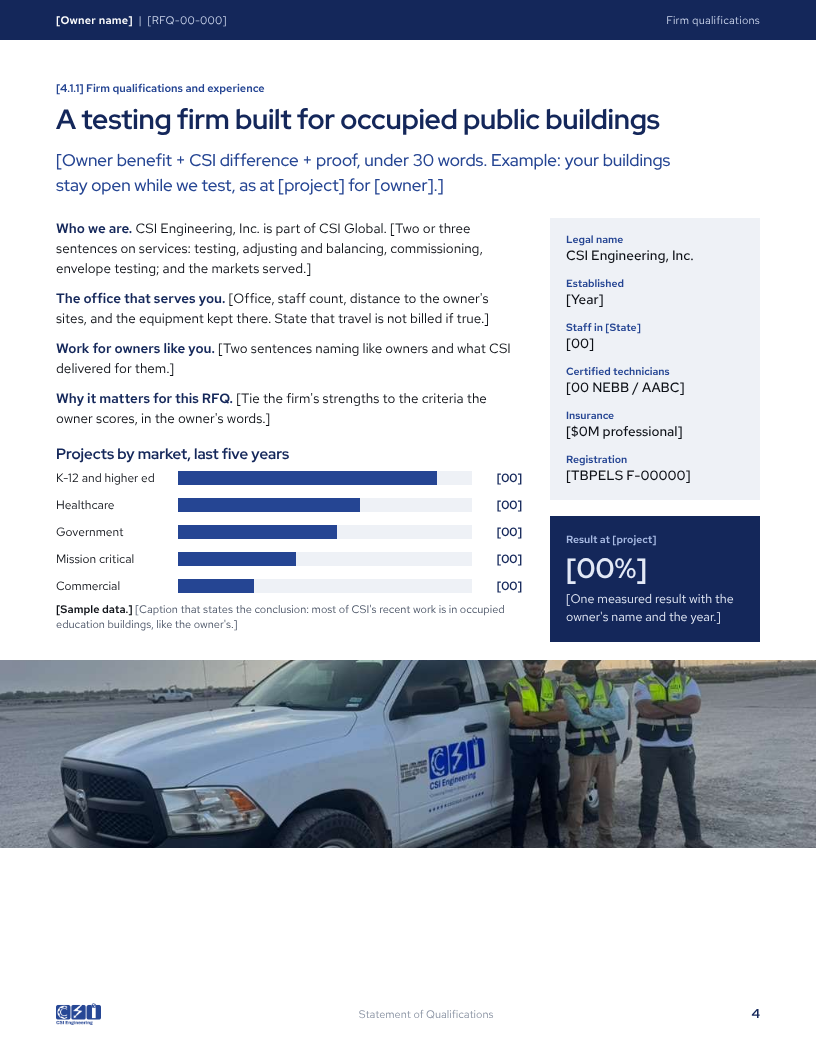 [Owner name] | [RFQ-00-000]
Firm qualifications
[4.1.1] Firm qualifications and experience
A testing firm built for occupied public buildings
[Owner benefit + CSI difference + proof, under 30 words. Example: your buildings
stay open while we test, as at [project] for [owner].]
Who we are. CSI Engineering, Inc. is part of CSI Global. [Two or three
sentences on services: testing, adjusting and balancing, commissioning,
envelope testing; and the markets served.]
The office that serves you. [Office, staff count, distance to the owner's
sites, and the equipment kept there. State that travel is not billed if true.]
Work for owners like you. [Two sentences naming like owners and what CSI
delivered for them.]
Why it matters for this RFQ. [Tie the firm's strengths to the criteria the
owner scores, in the owner's words.]
Projects by market, last five years
K-12 and higher ed [00]
Healthcare [00]
Government [00]
Mission critical [00]
Commercial [00]
[Sample data.] [Caption that states the conclusion: most of CSI's recent work is in occupied
education buildings, like the owner's.]
Legal name
CSI Engineering, Inc.
Established
[Year]
Staff in [State]
[00]
Certified technicians
[00 NEBB / AABC]
Insurance
[$0M professional]
Registration
[TBPELS F-00000]
Result at [project]
[00%]
[One measured result with the
owner's name and the year.]
RAM
1500
CSI
CSI Engineering
CSI
CSI Engineering
Statement of Qualifications
4